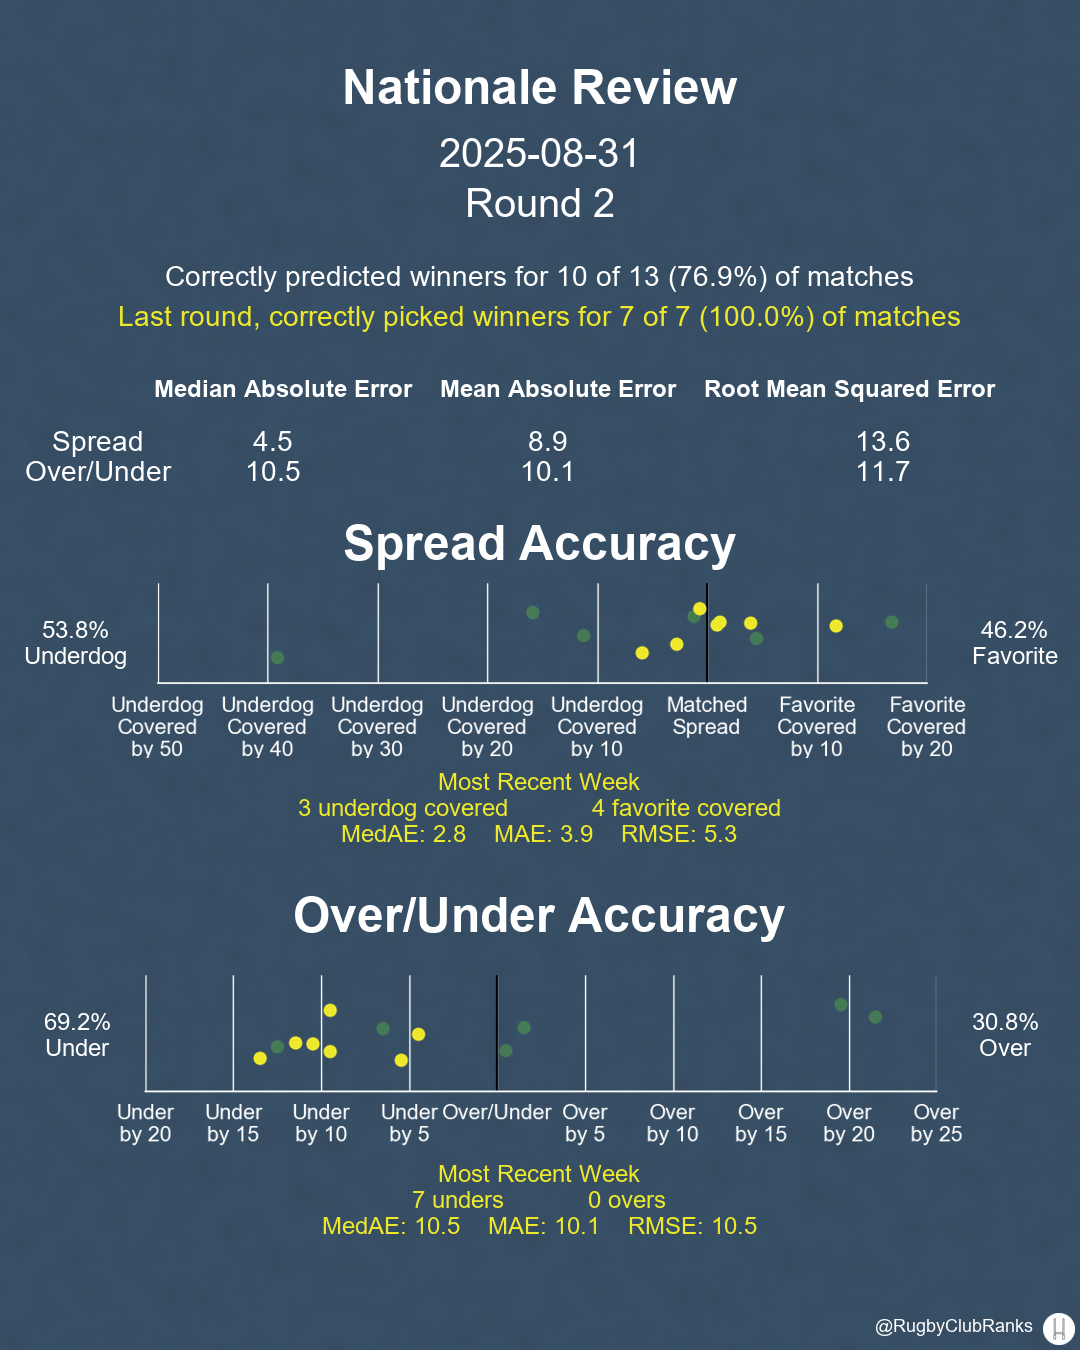 Nationale Review
2025-08-31
Round 2
Correctly predicted winners for 10 of 13 (76.9%) of matches
Last round, correctly picked winners for 7 of 7 (100.0%) of matches
Median Absolute Error Mean Absolute Error Root Mean Squared Error
Spread 4.5 8.9 13.6
Over/Under 10.5 10.1 11.7
Spread Accuracy
53.8% 46.2%
Underdog Favorite
Underdog Underdog Underdog Underdog Underdog Matched Favorite Favorite
Covered Covered Covered Covered Covered Spread Covered Covered
by 50 by 40 by 30 by 20 by 10 by 10 by 20
Most Recent Week
3 underdog covered 4 favorite covered
MedAE: 2.8 MAE: 3.9 RMSE: 5.3
Over/Under Accuracy
69.2% 30.8%
Under Over
Under Under Under Under Over/Under Over Over Over Over Over
by 20 by 15 by 10 by 5 by 5 by 10 by 15 by 20 by 25
Most Recent Week
7 unders 0 overs
MedAE: 10.5 MAE: 10.1 RMSE: 10.5
@RugbyClubRanks